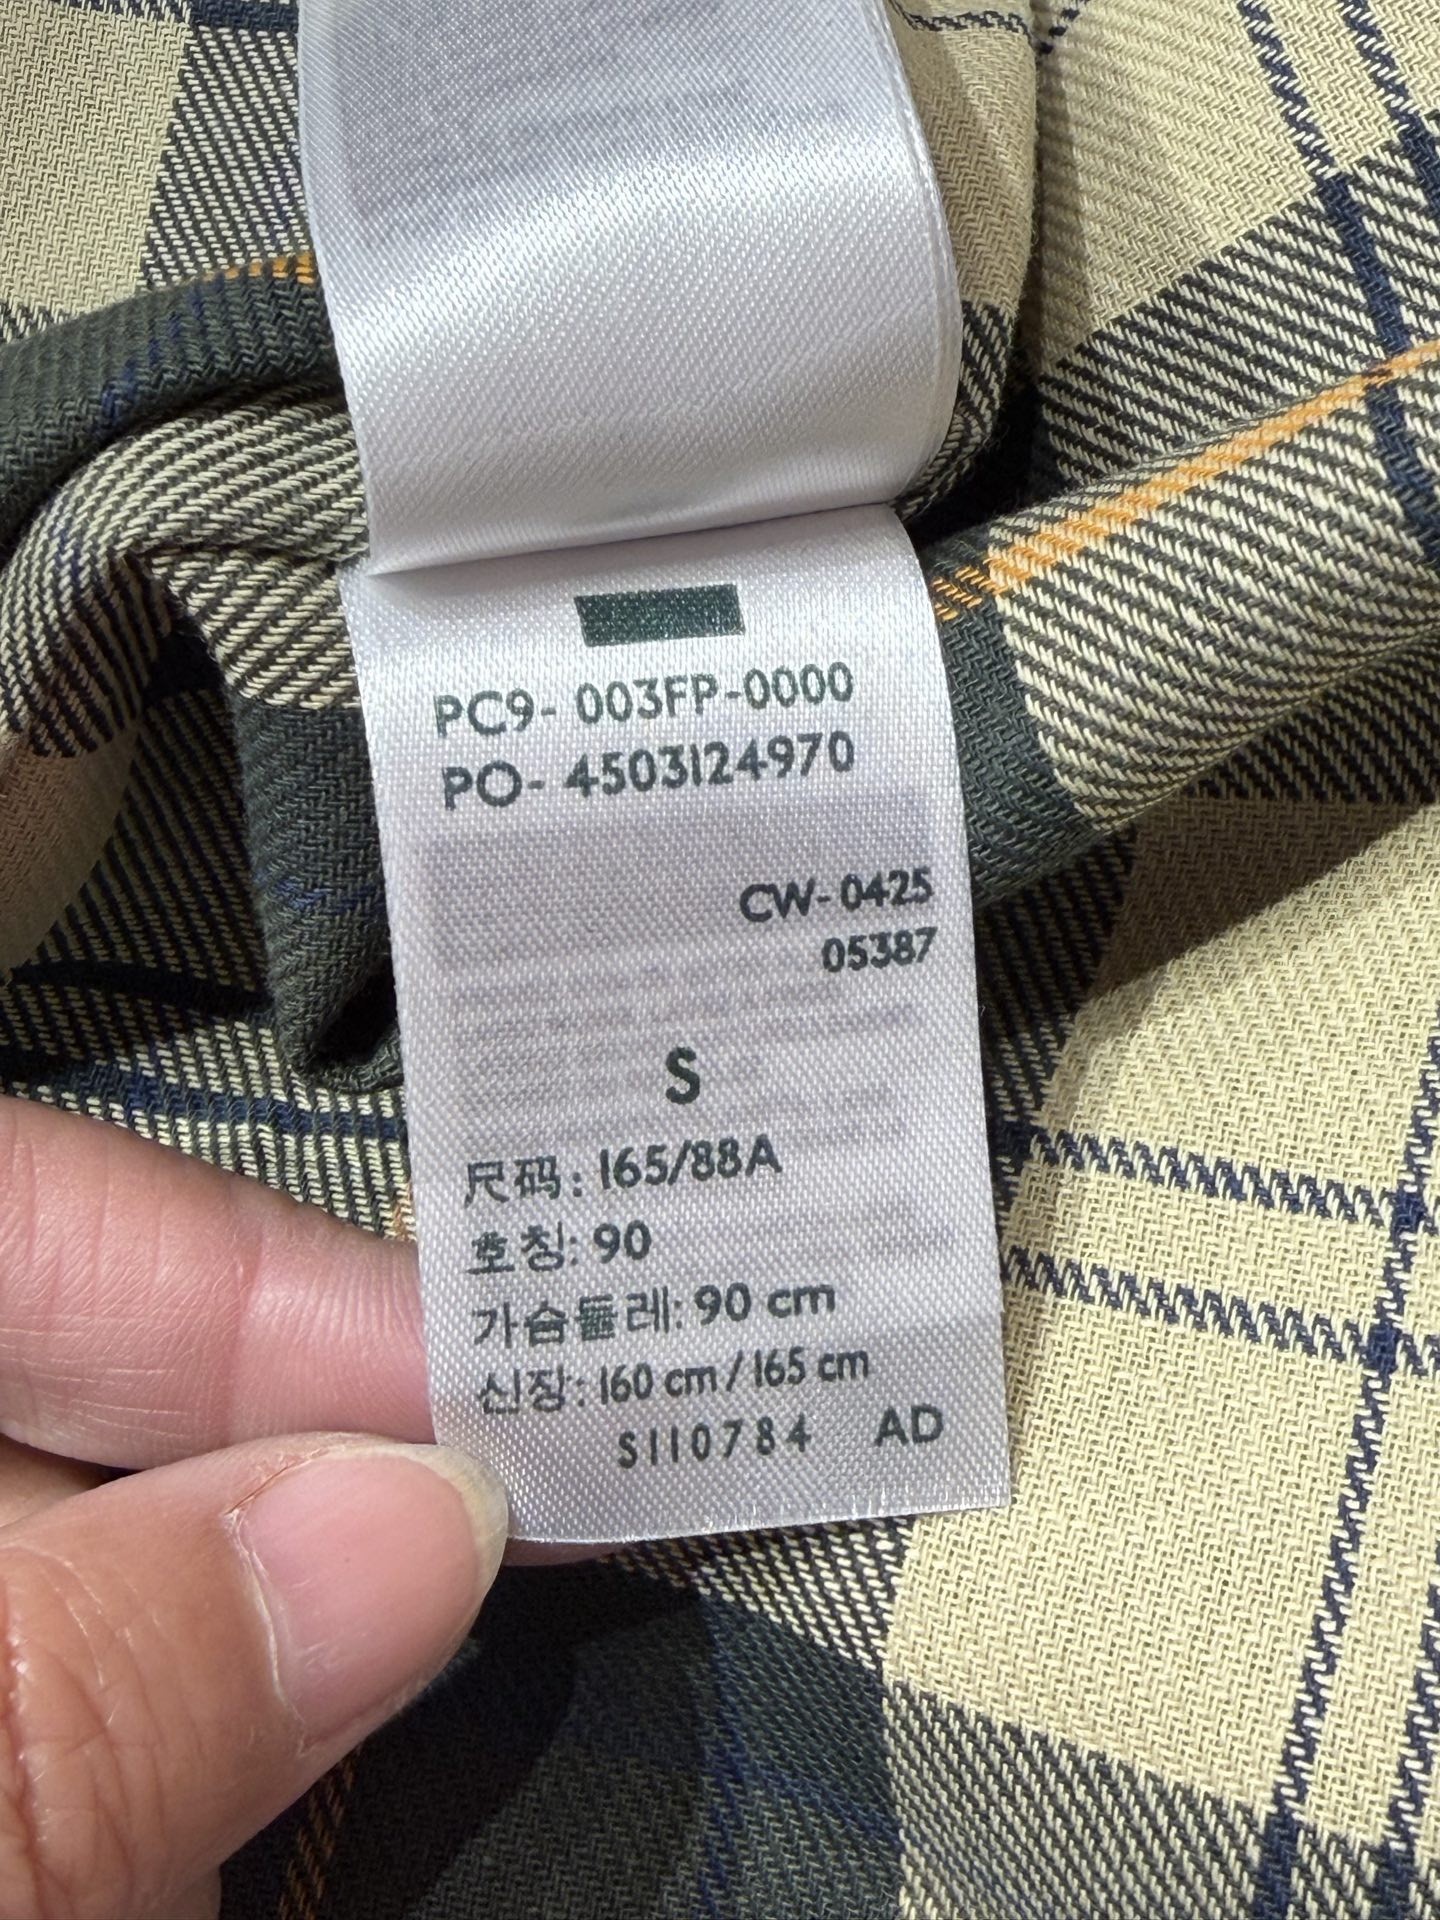 PC9- 003FP-0000
PO- 4503124970
CW- 0425
05387
S
尺码: 165/88A
호칭: 90
가슴둘레: 90 cm
신장: 160 cm / 165 cm
S110784 AD